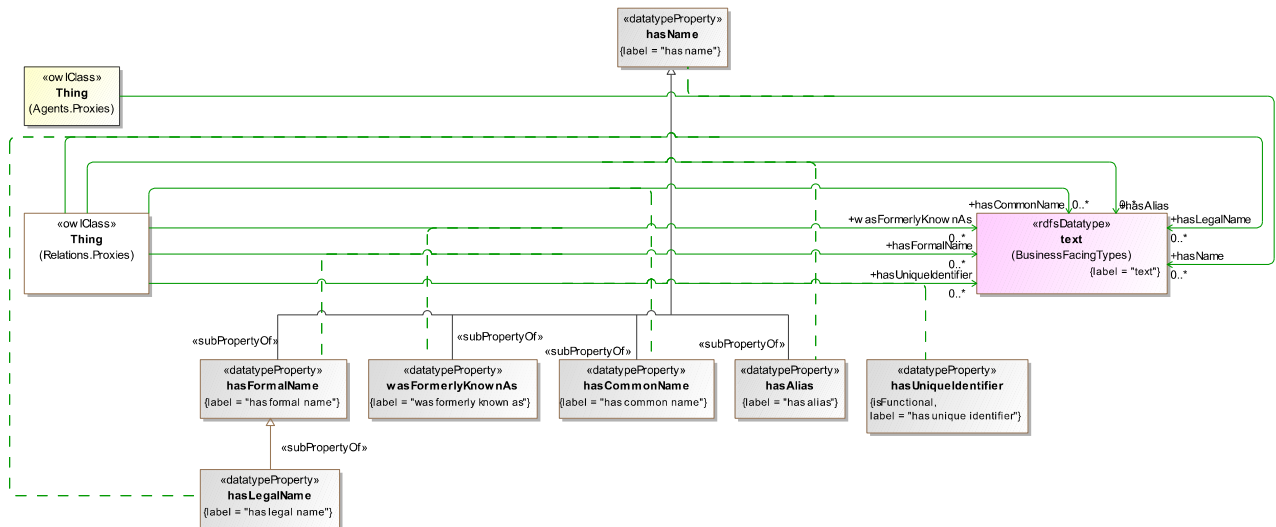 «datatypeProperty»
hasName
{label = "has name"}
«owlClass»
Thing
(Agents.Proxies)
«owlClass»
Thing
(Relations.Proxies)
+hasCommonName
0..*
0..*
+hasAlias
+wasFormerlyKnownAs
0..*
+hasFormalName
0..*
+hasUniqueIdentifier
0..*
«rdfsDatatype»
text
(BusinessFacingTypes)
{label = "text"}
+hasLegalName
0..*
+hasName
0..*
«subPropertyOf»
«subPropertyOf»
«subPropertyOf»
«subPropertyOf»
«datatypeProperty»
hasFormalName
{label = "has formal name"}
«datatypeProperty»
wasFormerlyKnownAs
{label = "was formerly known as"}
«datatypeProperty»
hasCommonName
{label = "has common name"}
«datatypeProperty»
hasAlias
{label = "has alias"}
«datatypeProperty»
hasUniqueIdentifier
{isFunctional,
label = "has unique identifier"}
«subPropertyOf»
«datatypeProperty»
hasLegalName
{label = "has legal name"}